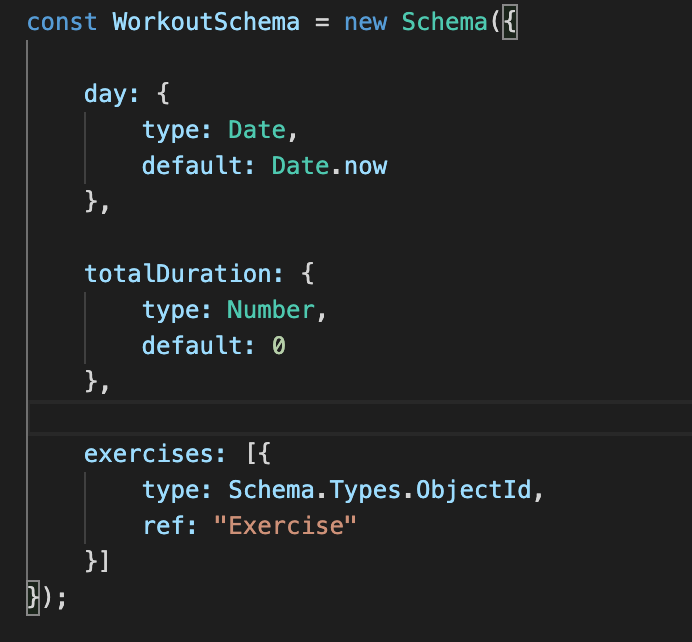 const WorkoutSchema = new Schema({
day: {
type: Date,
default: Date.now
},
totalDuration: {
type: Number,
default: 0
},
exercises: [{
type: Schema.Types.ObjectId,
ref: "Exercise"
}]
});